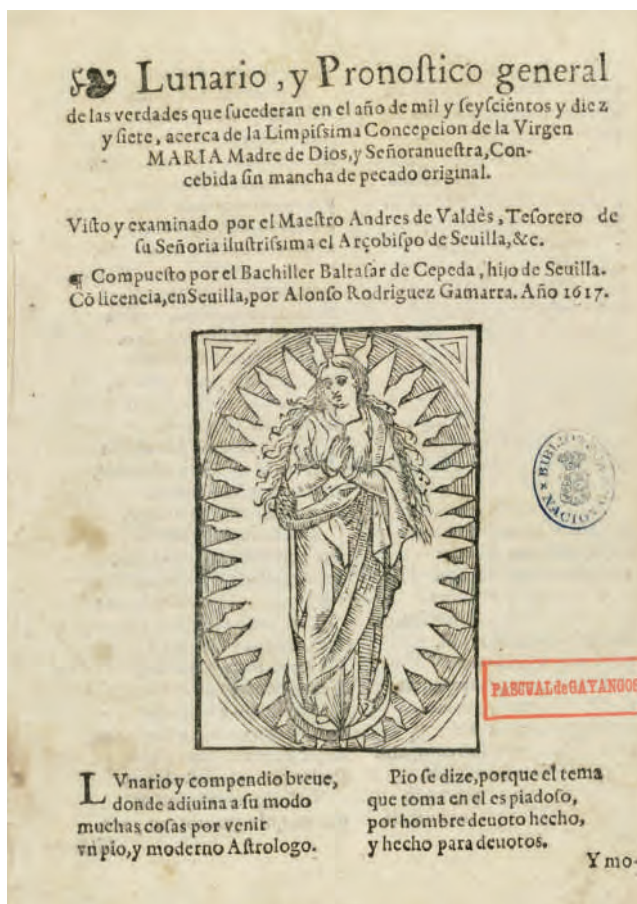 Lunario, y Pronoſtico general
de las verdades que ſucederan en el año de mil y ſeyſciẽntos y diez
y ſiete, acerca de la Limpiſsima Concepcion de la Virgen
MARIA Madre de Dios, y Señoranueſtra, Con-
cebida ſin mancha de pecado original.
Viſto y examinado por el Maeſtro Andres de Valdès, Teſorero de
ſu Señoria iluſtriſsima el Arçobiſpo de Seuilla, &c.
¶ Compueſto por el Bachiller Baltaſar de Cepeda, hijo de Seuilla.
Cõ licencia, en Seuilla, por Alonſo Rodriguez Gamarra. Año 1617.
BIBLIOTECA NACIONAL
PASCUAL de GAYANGOS
LVnario y compendio breue,
donde adiuina a ſu modo
muchas coſas por venir
vn pio, y moderno Aſtrologo.
Pio ſe dize, porque el tema
que toma en el es piadoſo,
por hombre deuoto hecho,
y hecho para deuotos.
Y mo-